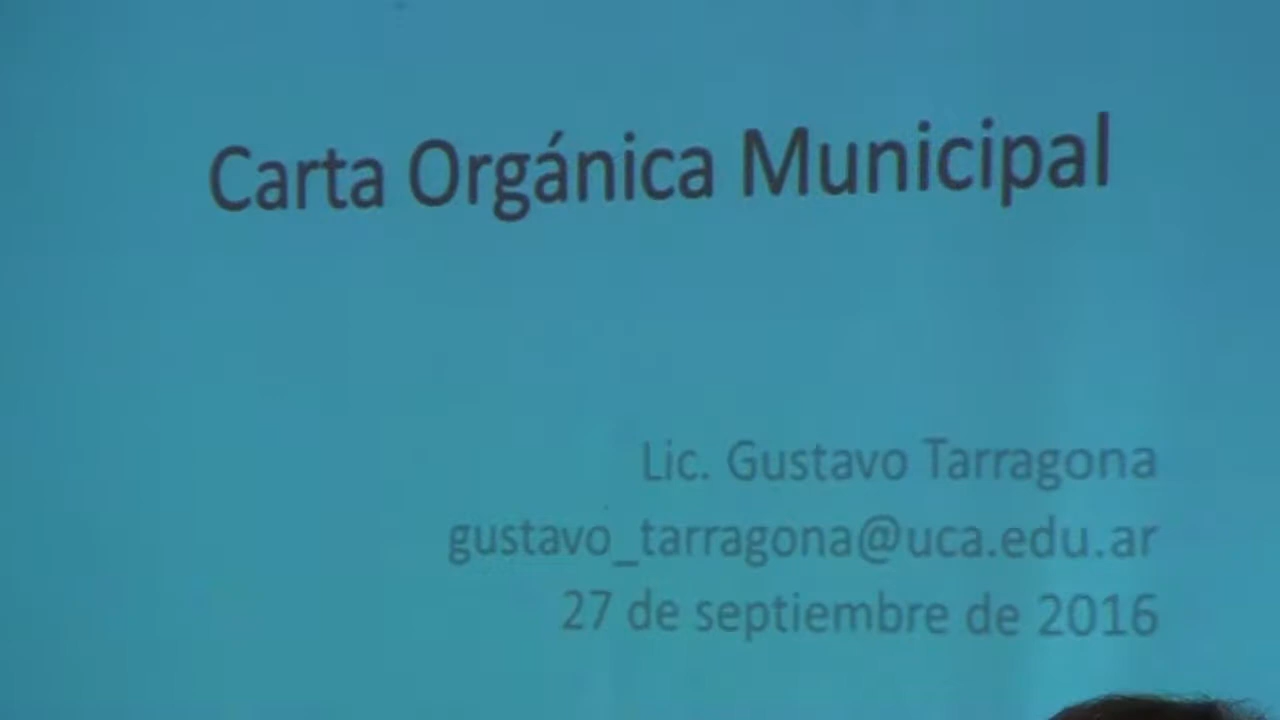 Carta Orgánica Municipal
Lic. Gustavo Tarragona
gustavo_tarragona@uca.edu.ar
27 de septiembre de 2016